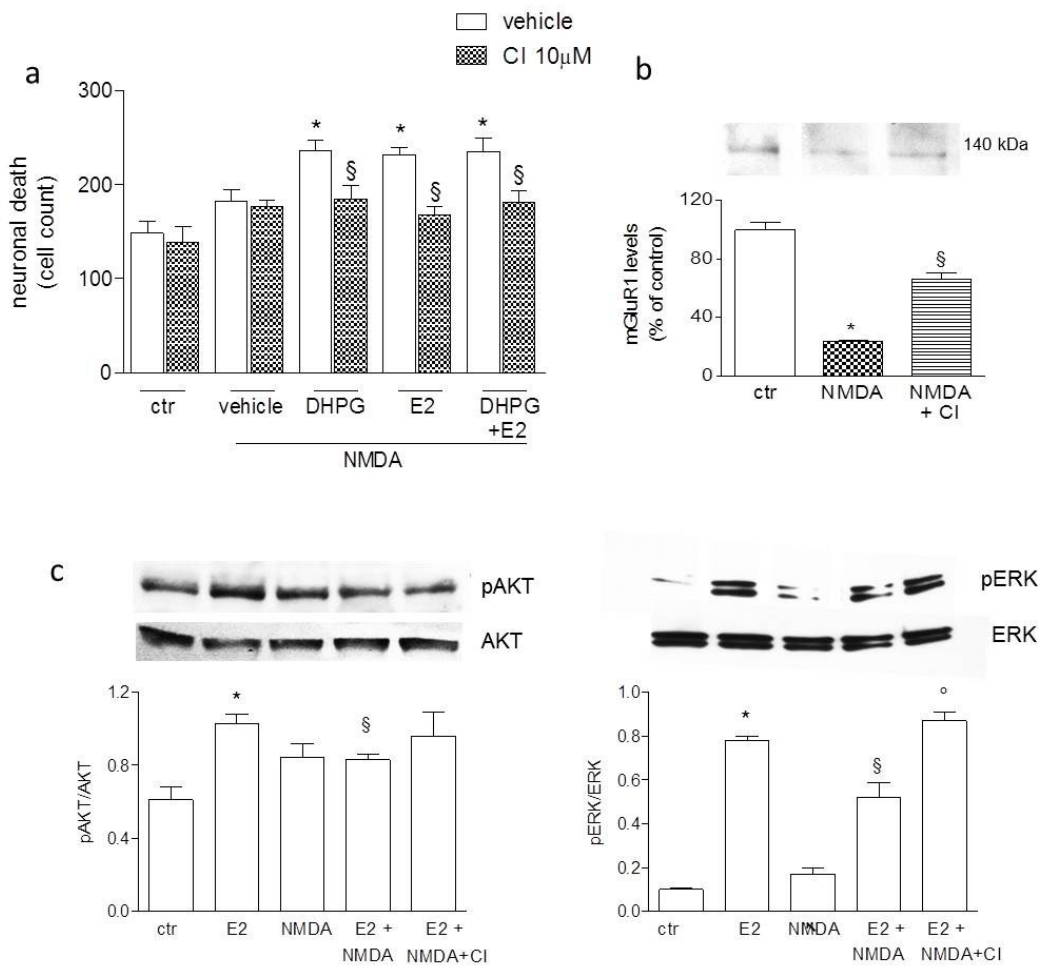 vehicle
CI 10µM
a
300
200
100
0
neuronal death
(cell count)
* * *
§ § §
ctr vehicle DHPG E2 DHPG
+E2
NMDA
b
140 kDa
120
80
40
0
mGluR1 levels
(% of control)
*
§
ctr NMDA NMDA
+ CI
c
pAKT
AKT
1.2
0.8
0.4
0.0
pAKT/AKT
*
§
ctr E2 NMDA E2 + E2 +
NMDA NMDA+CI
pERK
ERK
1.0
0.8
0.6
0.4
0.2
0.0
pERK/ERK
*
§
°
ctr E2 NMDA E2 + E2 +
NMDA NMDA+CI